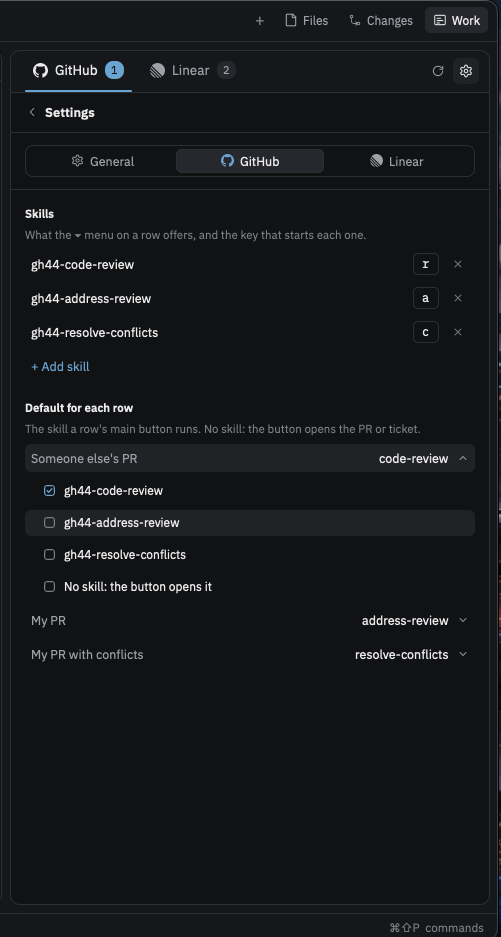 + Files Changes Work
GitHub 1 Linear 2
Settings
General GitHub Linear
Skills
What the ▾ menu on a row offers, and the key that starts each one.
gh44-code-review r ×
gh44-address-review a ×
gh44-resolve-conflicts c ×
+ Add skill
Default for each row
The skill a row's main button runs. No skill: the button opens the PR or ticket.
Someone else's PR code-review
gh44-code-review
gh44-address-review
gh44-resolve-conflicts
No skill: the button opens it
My PR address-review
My PR with conflicts resolve-conflicts
⌘⇧P commands